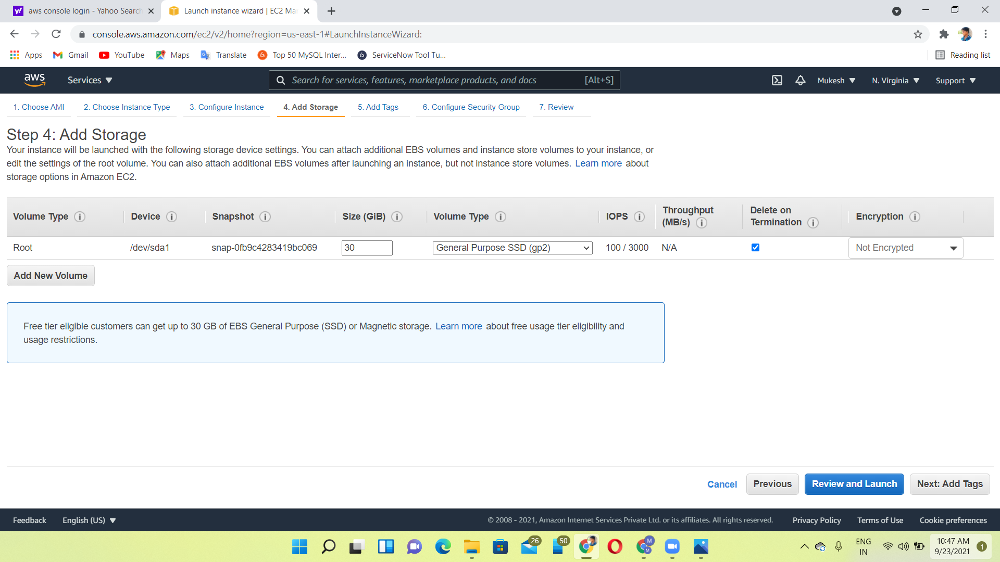 aws console login - Yahoo Search
Launch instance wizard | EC2 Ma
console.aws.amazon.com/ec2/v2/home?region=us-east-1#LaunchInstanceWizard:
Apps
Gmail
YouTube
Maps
Translate
Top 50 MySQL Inter...
ServiceNow Tool Tu...
Reading list
aws
Services
Search for services, features, marketplace products, and docs
[Alt+S]
Mukesh
N. Virginia
Support
1. Choose AMI
2. Choose Instance Type
3. Configure Instance
4. Add Storage
5. Add Tags
6. Configure Security Group
7. Review
Step 4: Add Storage
Your instance will be launched with the following storage device settings. You can attach additional EBS volumes and instance store volumes to your instance, or
edit the settings of the root volume. You can also attach additional EBS volumes after launching an instance, but not instance store volumes. Learn more about
storage options in Amazon EC2.
Volume Type
Device
Snapshot
Size (GiB)
Volume Type
IOPS
Throughput
(MB/s)
Delete on
Termination
Encryption
Root
/dev/sda1
snap-0fb9c4283419bc069
30
General Purpose SSD (gp2)
100 / 3000
N/A
Not Encrypted
Add New Volume
Free tier eligible customers can get up to 30 GB of EBS General Purpose (SSD) or Magnetic storage. Learn more about free usage tier eligibility and
usage restrictions.
Cancel
Previous
Review and Launch
Next: Add Tags
Feedback
English (US)
© 2008 - 2021, Amazon Internet Services Private Ltd. or its affiliates. All rights reserved.
Privacy Policy
Terms of Use
Cookie preferences
26
50
M
M
ENG
IN
10:47 AM
9/23/2021
1